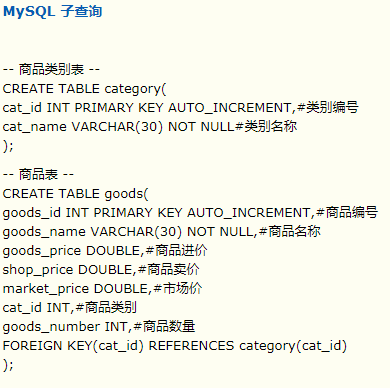 MySQL 子查询
-- 商品类别表 --
CREATE TABLE category(
cat_id INT PRIMARY KEY AUTO_INCREMENT,#类别编号
cat_name VARCHAR(30) NOT NULL#类别名称
);
-- 商品表 --
CREATE TABLE goods(
goods_id INT PRIMARY KEY AUTO_INCREMENT,#商品编号
goods_name VARCHAR(30) NOT NULL,#商品名称
goods_price DOUBLE,#商品进价
shop_price DOUBLE,#商品卖价
market_price DOUBLE,#市场价
cat_id INT,#商品类别
goods_number INT,#商品数量
FOREIGN KEY(cat_id) REFERENCES category(cat_id)
);